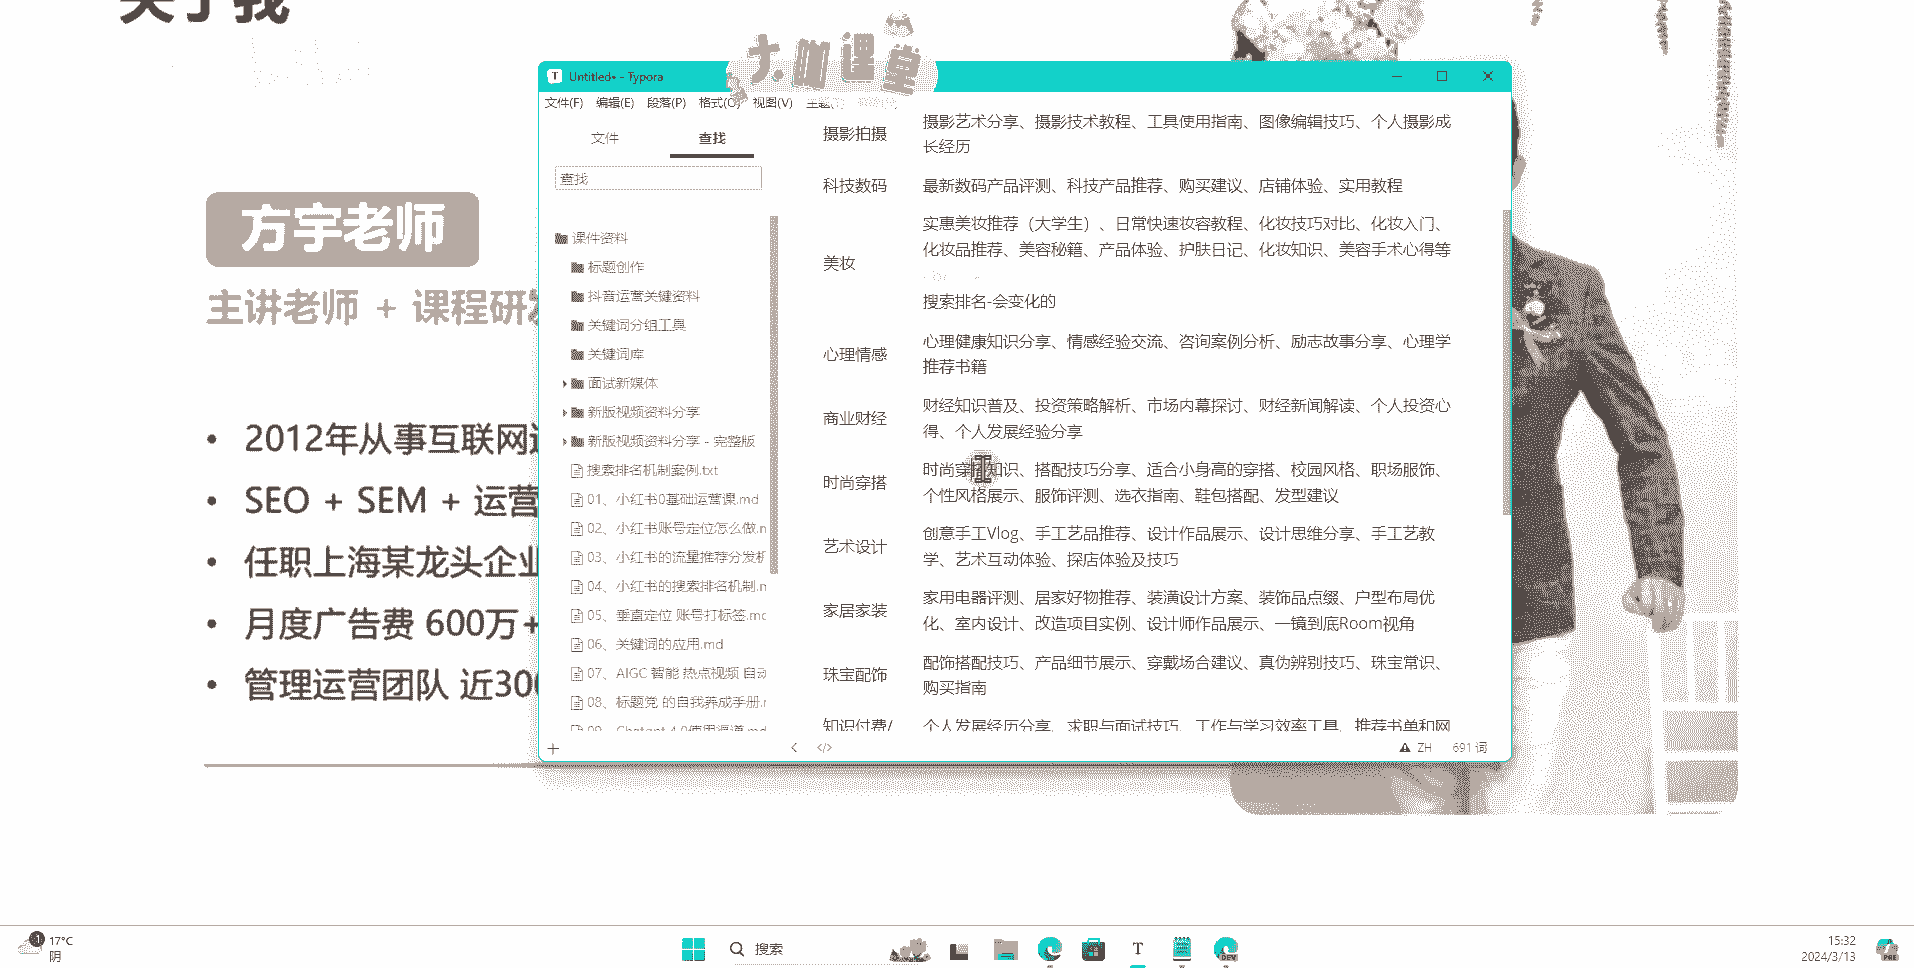 关于我
大咖课堂
方宇老师
主讲老师 + 课程研发
2012年从事互联网
SEO + SEM + 运营
任职上海某龙头企业
月度广告费 600万+
管理运营团队 近300
Untitled• - Typora
文件(F) 编辑(E) 段落(P) 格式(O) 视图(V) 主题(T)
文件 查找
查找
课件资料
标题创作
抖音运营关键资料
关键词分组工具
关键词库
面试新媒体
新版视频资料分享
新版视频资料分享 - 完整版
搜索排名机制案例.txt
01、小红书0基础运营课.md
02、小红书账号定位怎么做.m
03、小红书的流量推荐分发机
04、小红书的搜索排名机制.m
05、垂直定位 账号打标签.mc
06、关键词的应用.md
07、AIGC 智能 热点视频 自动
08、标题党 的自我养成手册.r
09、Chatgpt 4.0使用渠道.md
摄影拍摄
摄影艺术分享、摄影技术教程、工具使用指南、图像编辑技巧、个人摄影成
长经历
科技数码
最新数码产品评测、科技产品推荐、购买建议、店铺体验、实用教程
美妆
实惠美妆推荐（大学生）、日常快速妆容教程、化妆技巧对比、化妆入门、
化妆品推荐、美容秘籍、产品体验、护肤日记、化妆知识、美容手术心得等
搜索排名-会变化的
心理情感
心理健康知识分享、情感经验交流、咨询案例分析、励志故事分享、心理学
推荐书籍
商业财经
财经知识普及、投资策略解析、市场内幕探讨、财经新闻解读、个人投资心
得、个人发展经验分享
时尚穿搭
时尚穿搭知识、搭配技巧分享、适合小身高的穿搭、校园风格、职场服饰、
个性风格展示、服饰评测、选衣指南、鞋包搭配、发型建议
艺术设计
创意手工Vlog、手工艺品推荐、设计作品展示、设计思维分享、手工艺教
学、艺术互动体验、探店体验及技巧
家居家装
家用电器评测、居家好物推荐、装潢设计方案、装饰品点缀、户型布局优
化、室内设计、改造项目实例、设计师作品展示、一镜到底Room视角
珠宝配饰
配饰搭配技巧、产品细节展示、穿戴场合建议、真伪辨别技巧、珠宝常识、
购买指南
知识付费/
个人发展经历分享、求职与面试技巧、工作与学习效率工具、推荐书单和网
ZH 691 词
1 17°C
阴
搜索
DEV
15:32
2024/3/13
PRE